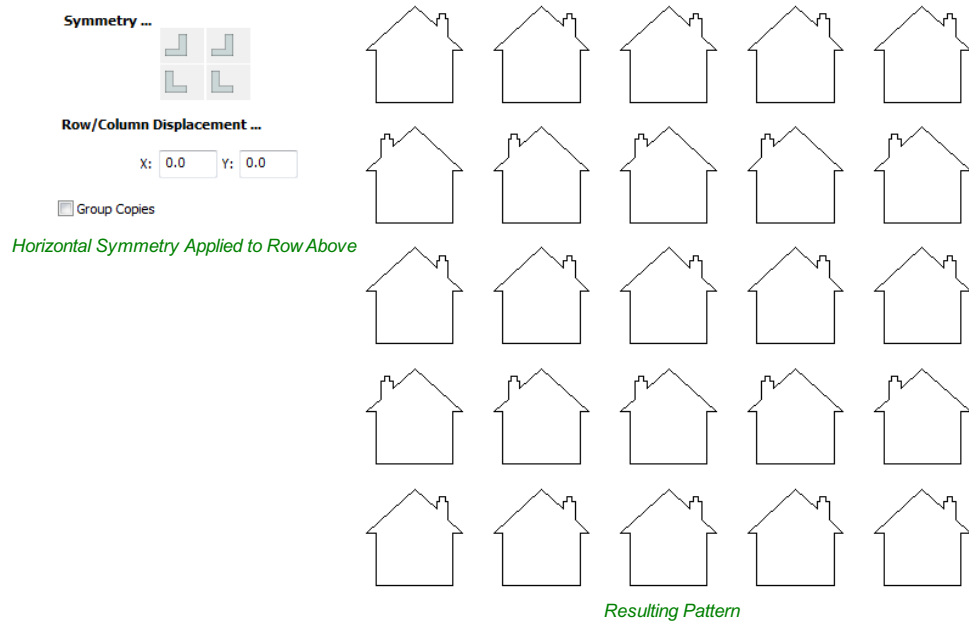 Symmetry ...
Row/Column Displacement ...
X: 0.0 Y: 0.0
Group Copies
Horizontal Symmetry Applied to Row Above
Resulting Pattern